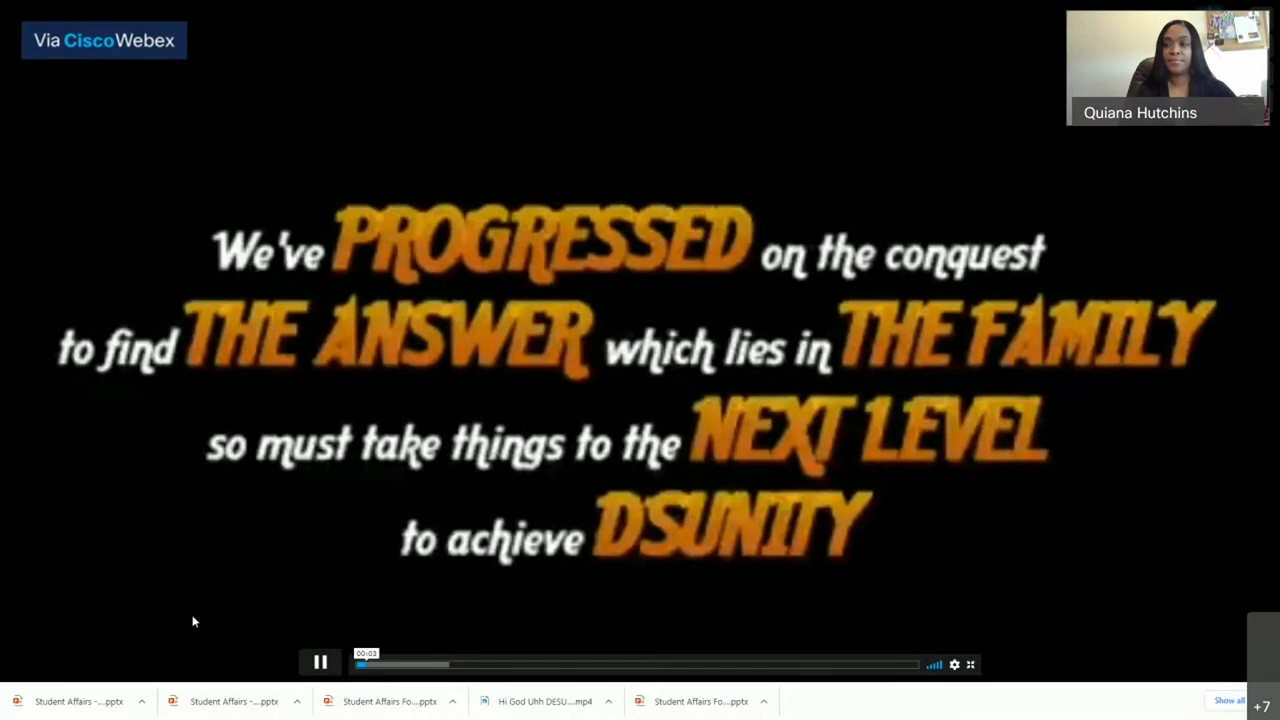 Via CiscoWebex
Quiana Hutchins
We've PROGRESSED on the conquest
to find THE ANSWER which lies in THE FAMILY
so must take things to the NEXT LEVEL
to achieve DSUNITY
00:03
Student Affairs -....pptx
Student Affairs -....pptx
Student Affairs Fo....pptx
Hi God Uhh DESU....mp4
Student Affairs Fo....pptx
Show all
+7